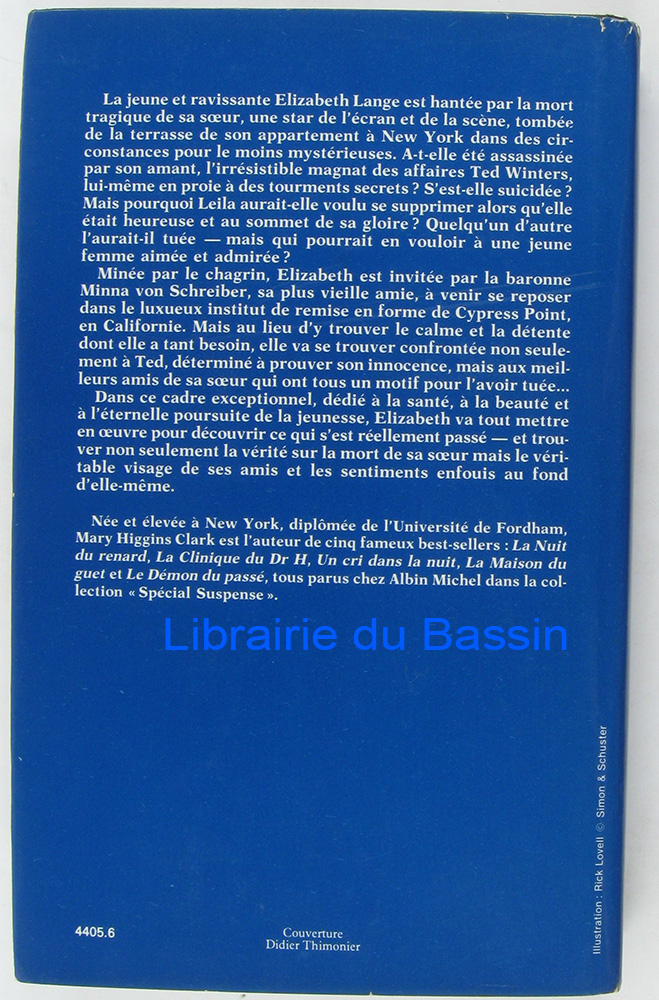 La jeune et ravissante Elizabeth Lange est hantée par la mort
tragique de sa sœur, une star de l'écran et de la scène, tombée
de la terrasse de son appartement à New York dans des cir-
constances pour le moins mystérieuses. A-t-elle été assassinée
par son amant, l'irrésistible magnat des affaires Ted Winters,
lui-même en proie à des tourments secrets ? S'est-elle suicidée ?
Mais pourquoi Leila aurait-elle voulu se supprimer alors qu'elle
était heureuse et au sommet de sa gloire ? Quelqu'un d'autre
l'aurait-il tuée — mais qui pourrait en vouloir à une jeune
femme aimée et admirée ?
Minée par le chagrin, Elizabeth est invitée par la baronne
Minna von Schreiber, sa plus vieille amie, à venir se reposer
dans le luxueux institut de remise en forme de Cypress Point,
en Californie. Mais au lieu d'y trouver le calme et la détente
dont elle a tant besoin, elle va se trouver confrontée non seule-
ment à Ted, déterminé à prouver son innocence, mais aux meil-
leurs amis de sa sœur qui ont tous un motif pour l'avoir tuée...
Dans ce cadre exceptionnel, dédié à la santé, à la beauté et
à l'éternelle poursuite de la jeunesse, Elizabeth va tout mettre
en œuvre pour découvrir ce qui s'est réellement passé — et trou-
ver non seulement la vérité sur la mort de sa sœur mais le véri-
table visage de ses amis et les sentiments enfouis au fond
d'elle-même.
Née et élevée à New York, diplômée de l'Université de Fordham,
Mary Higgins Clark est l'auteur de cinq fameux best-sellers : La Nuit
du renard, La Clinique du Dr H, Un cri dans la nuit, La Maison du
guet et Le Démon du passé, tous parus chez Albin Michel dans la col-
lection « Spécial Suspense ».
Librairie du Bassin
Illustration : Rick Lovell © Simon & Schuster
4405.6
Couverture
Didier Thimonier